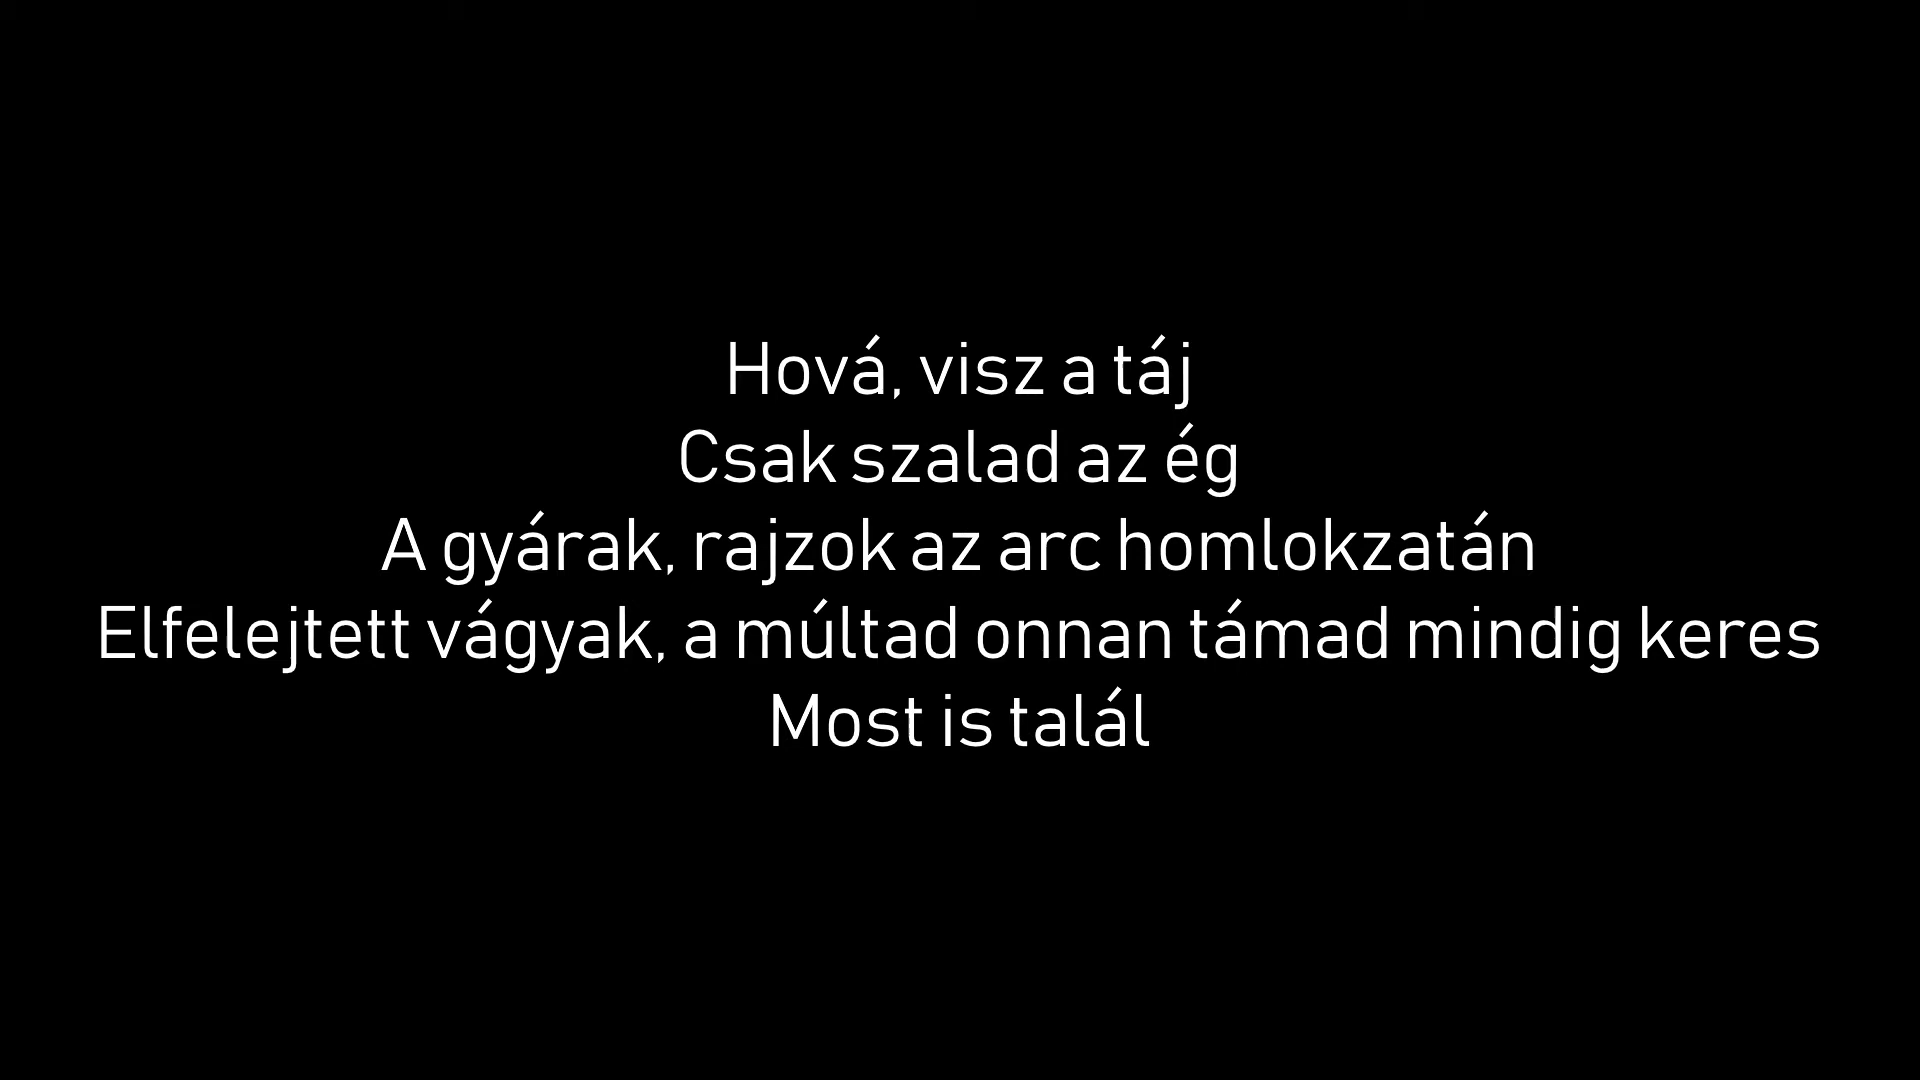 Hová, visz a táj
Csak szalad az ég
A gyárak, rajzok az arc homlokzatán
Elfelejtett vágyak, a múltad onnan támad mindig keres
Most is talál